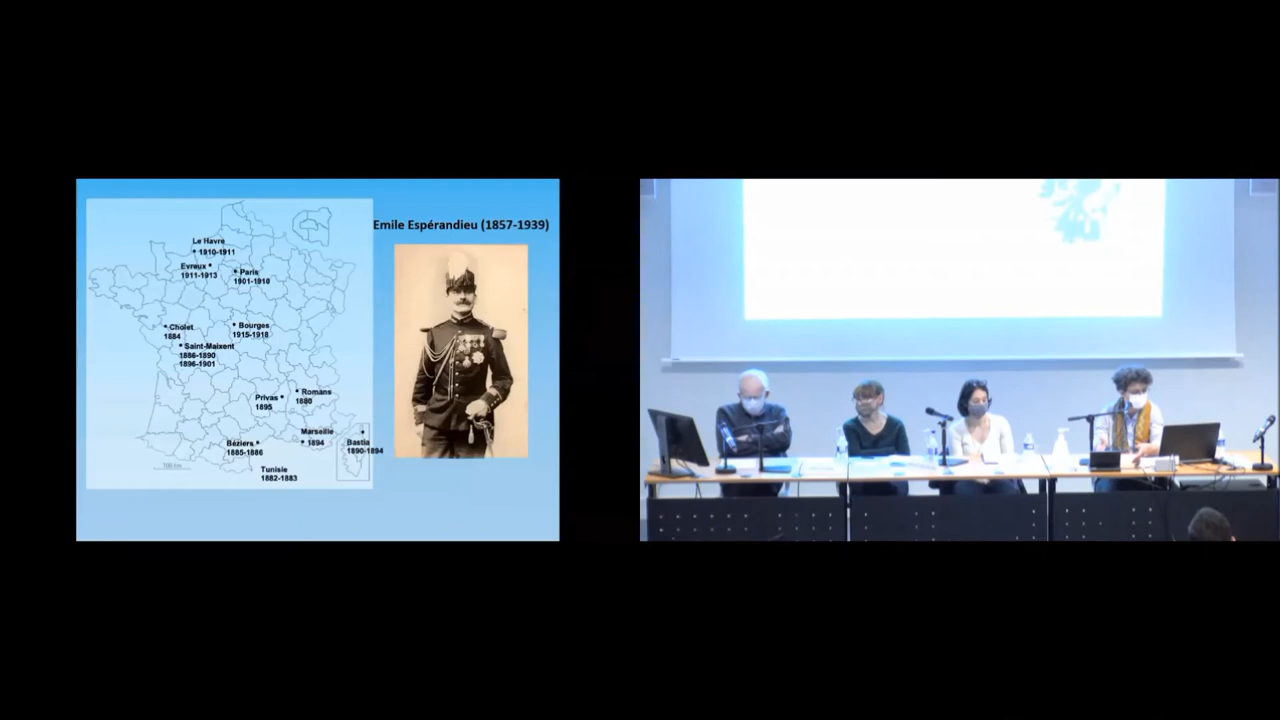 Emile Espérandieu (1857-1939)
Le Havre
1910-1911
Evreux
1911-1913
Paris
1901-1910
Cholet
1884
Bourges
1915-1918
Saint-Maixent
1886-1890
1896-1901
Privas
1895
Romans
1880
Marseille
1894
Béziers
1885-1886
Bastia
1890-1894
Tunisie
1882-1883
100 km